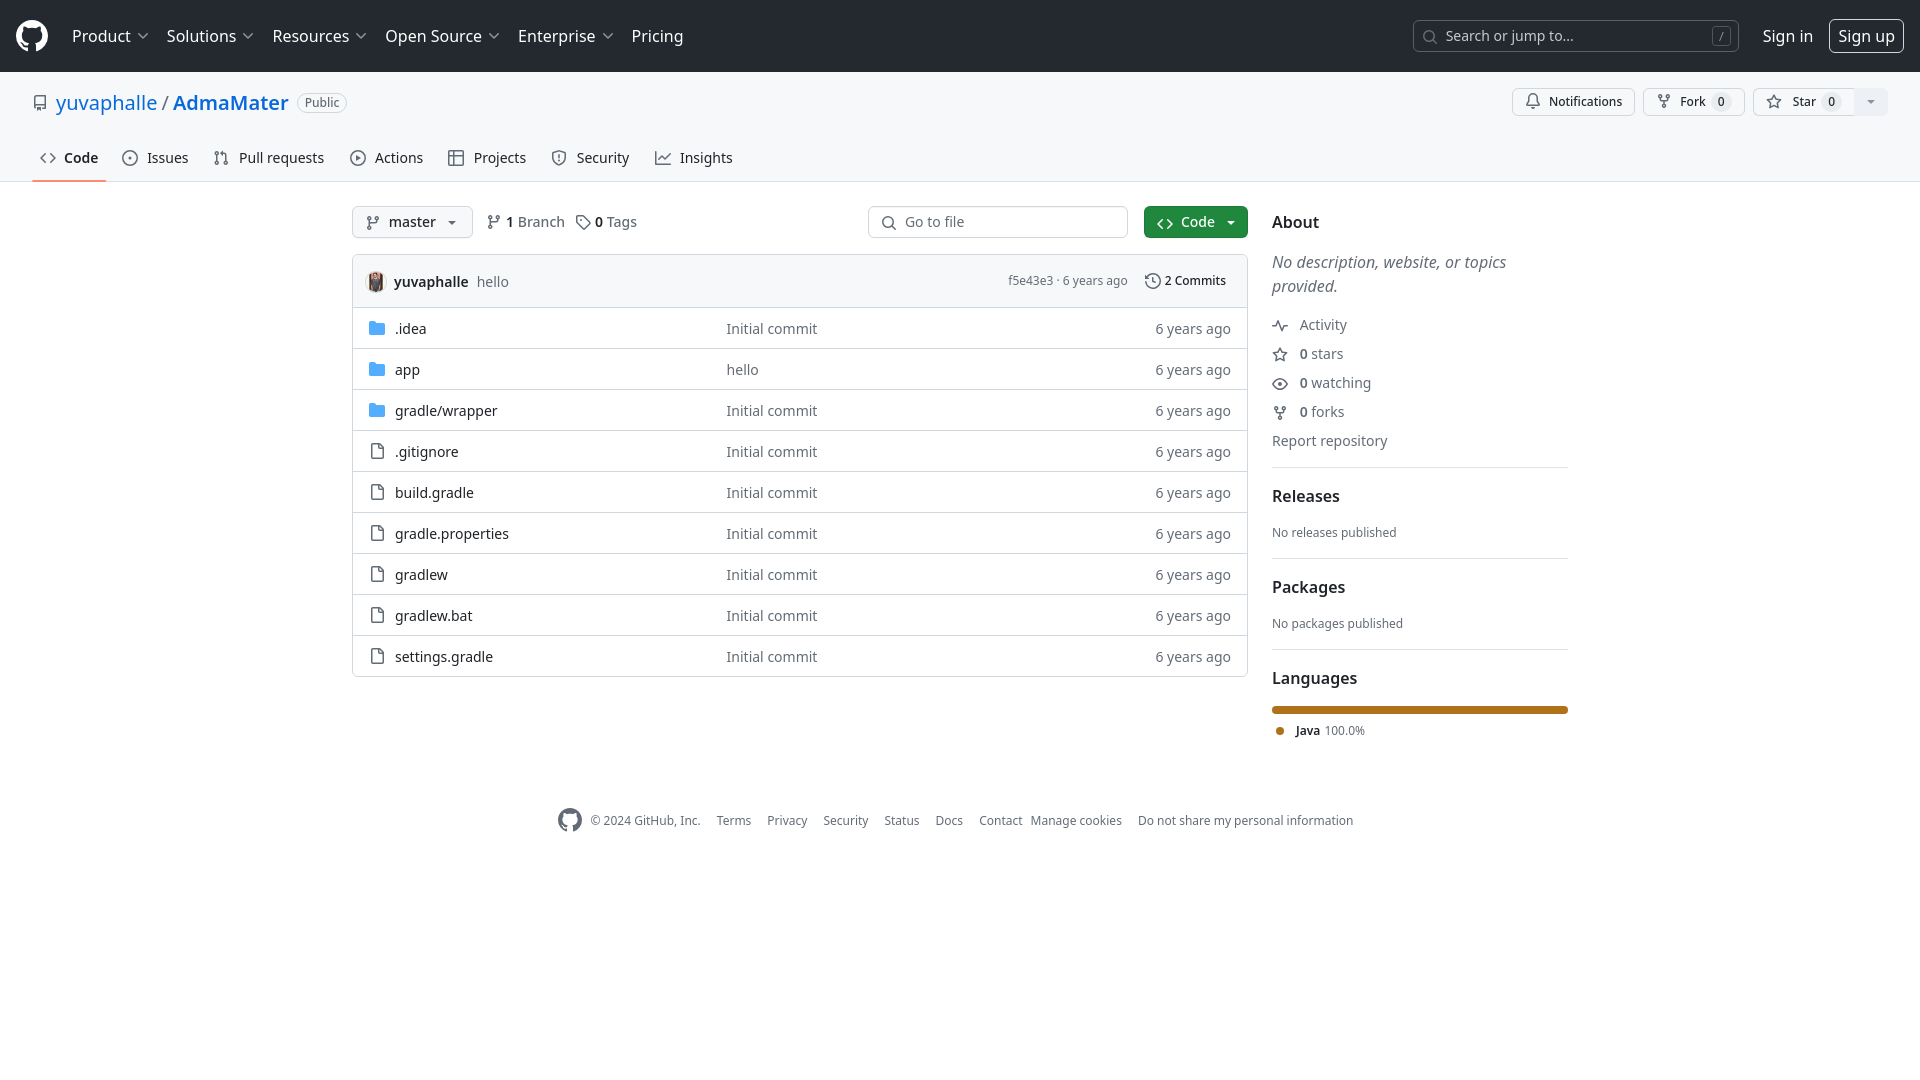 Product Solutions Resources Open Source Enterprise Pricing Search or jump to... / Sign in Sign up
yuvaphalle / AdmaMater Public Notifications Fork 0 Star 0
Code Issues Pull requests Actions Projects Security Insights
master 1 Branch 0 Tags Go to file Code
yuvaphalle hello f5e43e3 · 6 years ago 2 Commits
.idea Initial commit 6 years ago
app hello 6 years ago
gradle/wrapper Initial commit 6 years ago
.gitignore Initial commit 6 years ago
build.gradle Initial commit 6 years ago
gradle.properties Initial commit 6 years ago
gradlew Initial commit 6 years ago
gradlew.bat Initial commit 6 years ago
settings.gradle Initial commit 6 years ago
About
No description, website, or topics
provided.
Activity
0 stars
0 watching
0 forks
Report repository
Releases
No releases published
Packages
No packages published
Languages
Java 100.0%
© 2024 GitHub, Inc. Terms Privacy Security Status Docs Contact Manage cookies Do not share my personal information